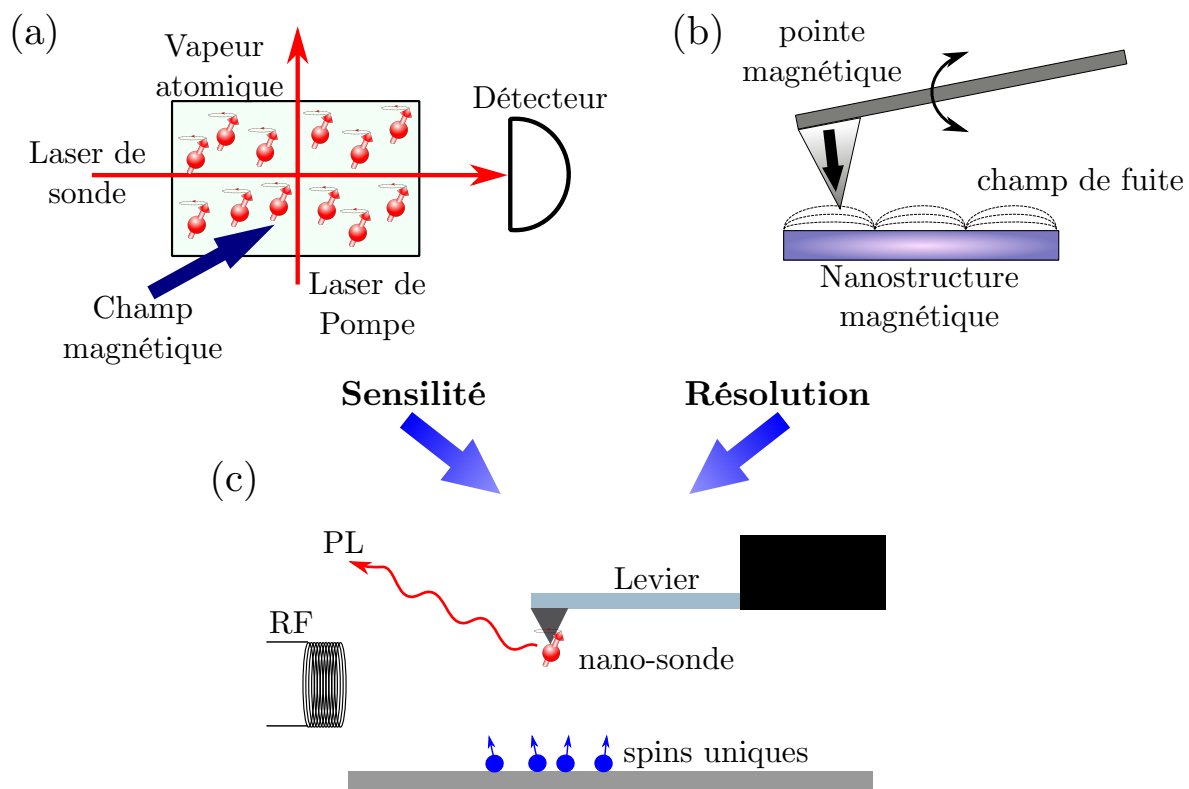 (a)
Vapeur
atomique
Détecteur
Laser de
sonde
Laser de
Pompe
Champ
magnétique
(b)
pointe
magnétique
champ de fuite
Nanostructure
magnétique
Sensilité
Résolution
(c)
PL
Levier
RF
nano-sonde
spins uniques